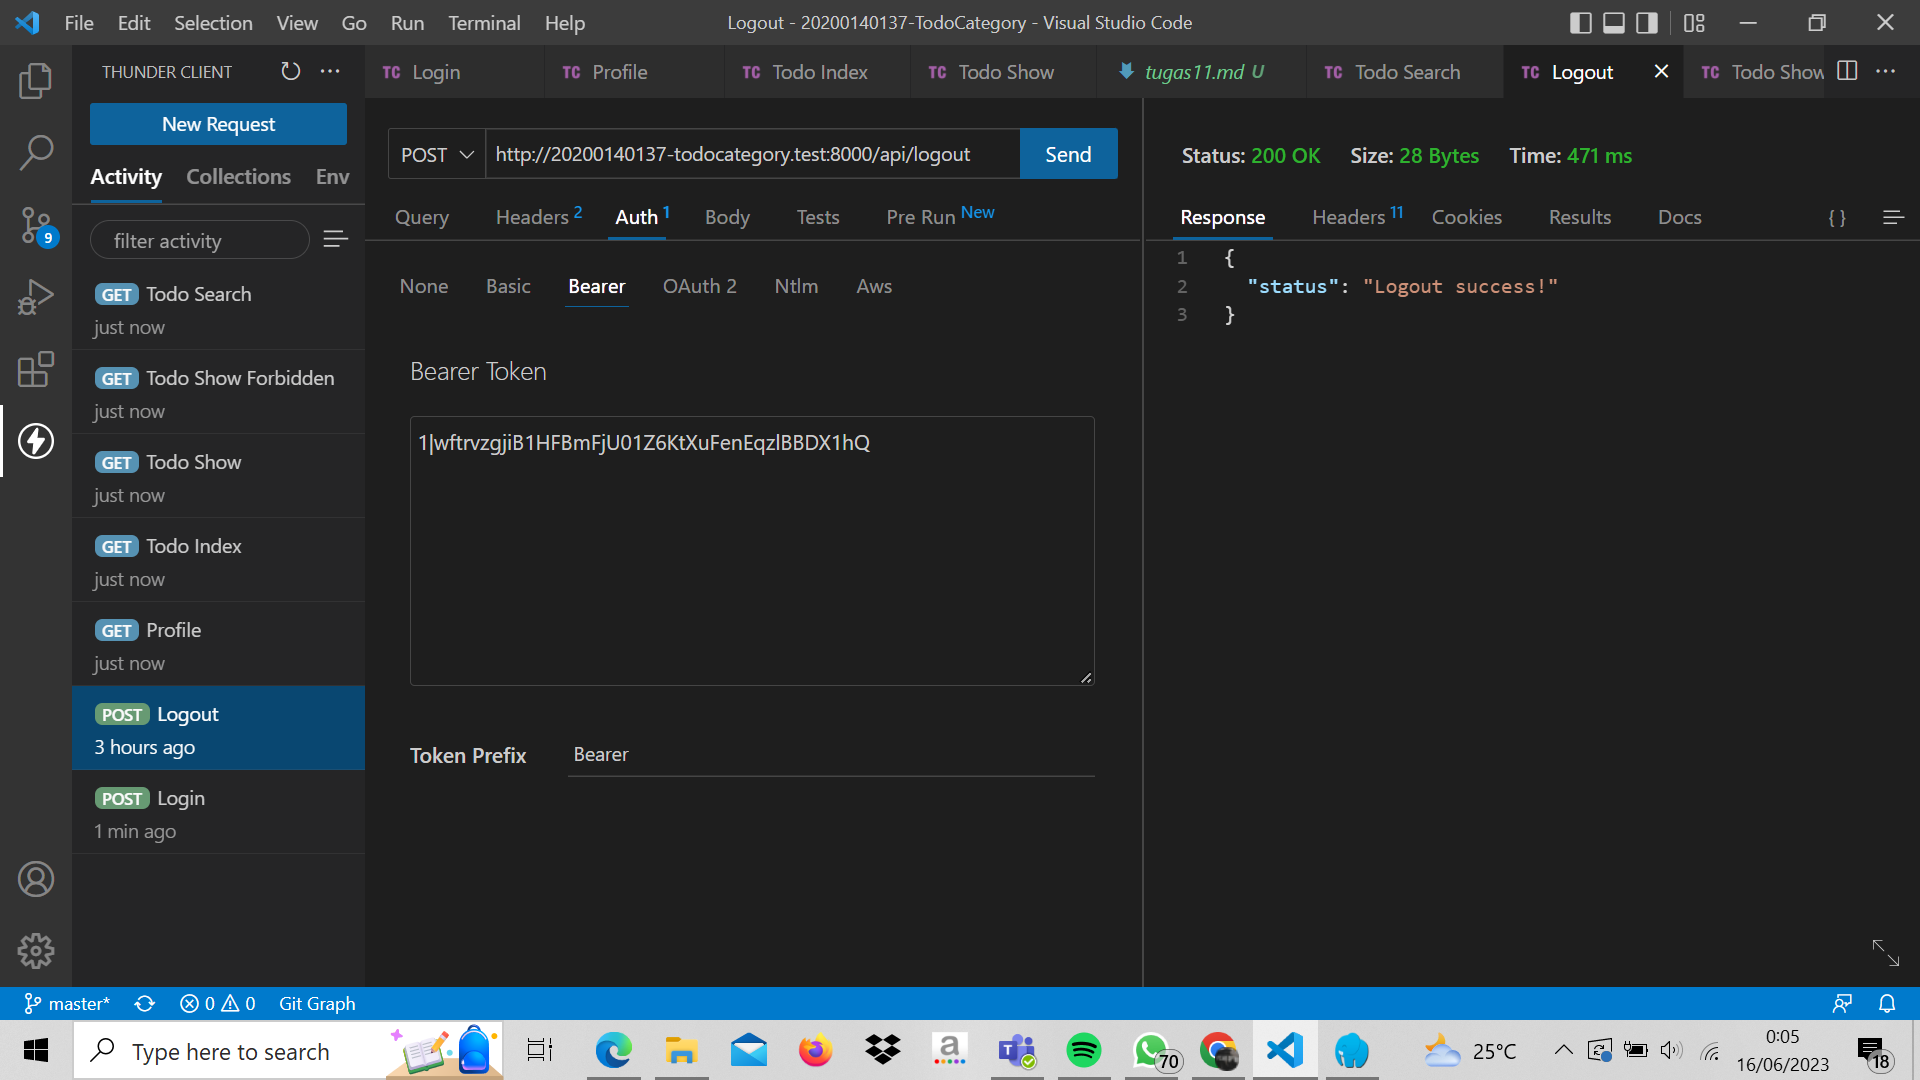 File Edit Selection View Go Run Terminal Help
Logout - 20200140137-TodoCategory - Visual Studio Code
THUNDER CLIENT
New Request
Activity Collections Env
filter activity
GET Todo Search
just now
GET Todo Show Forbidden
just now
GET Todo Show
just now
GET Todo Index
just now
GET Profile
just now
POST Logout
3 hours ago
POST Login
1 min ago
9
TC Login
TC Profile
TC Todo Index
TC Todo Show
tugas11.md U
TC Todo Search
TC Logout
TC Todo Show
POST http://20200140137-todocategory.test:8000/api/logout Send
Query Headers 2 Auth 1 Body Tests Pre Run New
None Basic Bearer OAuth 2 Ntlm Aws
Bearer Token
1|wftrvzgjiB1HFBmFjU01Z6KtXuFenEqzlBBDX1hQ
Token Prefix Bearer
Status: 200 OK Size: 28 Bytes Time: 471 ms
Response Headers 11 Cookies Results Docs { }
1 {
2 "status": "Logout success!"
3 }
master* 0 0 Git Graph
Type here to search
a
70
25°C
0:05
16/06/2023
18